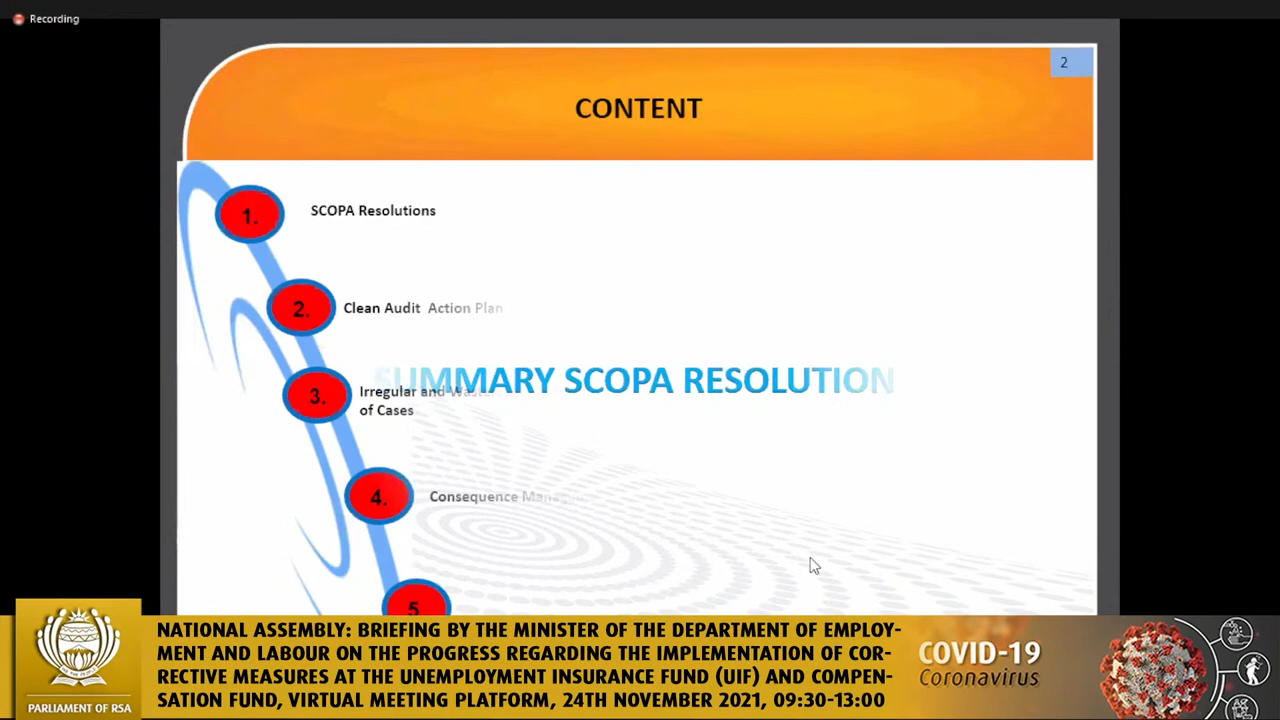 Recording
2
CONTENT
1.
SCOPA Resolutions
2.
Clean Audit Action Plan
SUMMARY SCOPA RESOLUTION
3.
Irregular and
of Cases
4.
Consequence
5
NATIONAL ASSEMBLY: BRIEFING BY THE MINISTER OF THE DEPARTMENT OF EMPLOY-
MENT AND LABOUR ON THE PROGRESS REGARDING THE IMPLEMENTATION OF COR-
RECTIVE MEASURES AT THE UNEMPLOYMENT INSURANCE FUND (UIF) AND COMPEN-
SATION FUND, VIRTUAL MEETING PLATFORM, 24TH NOVEMBER 2021, 09:30-13:00
COVID-19
Coronavirus
PARLIAMENT OF RSA